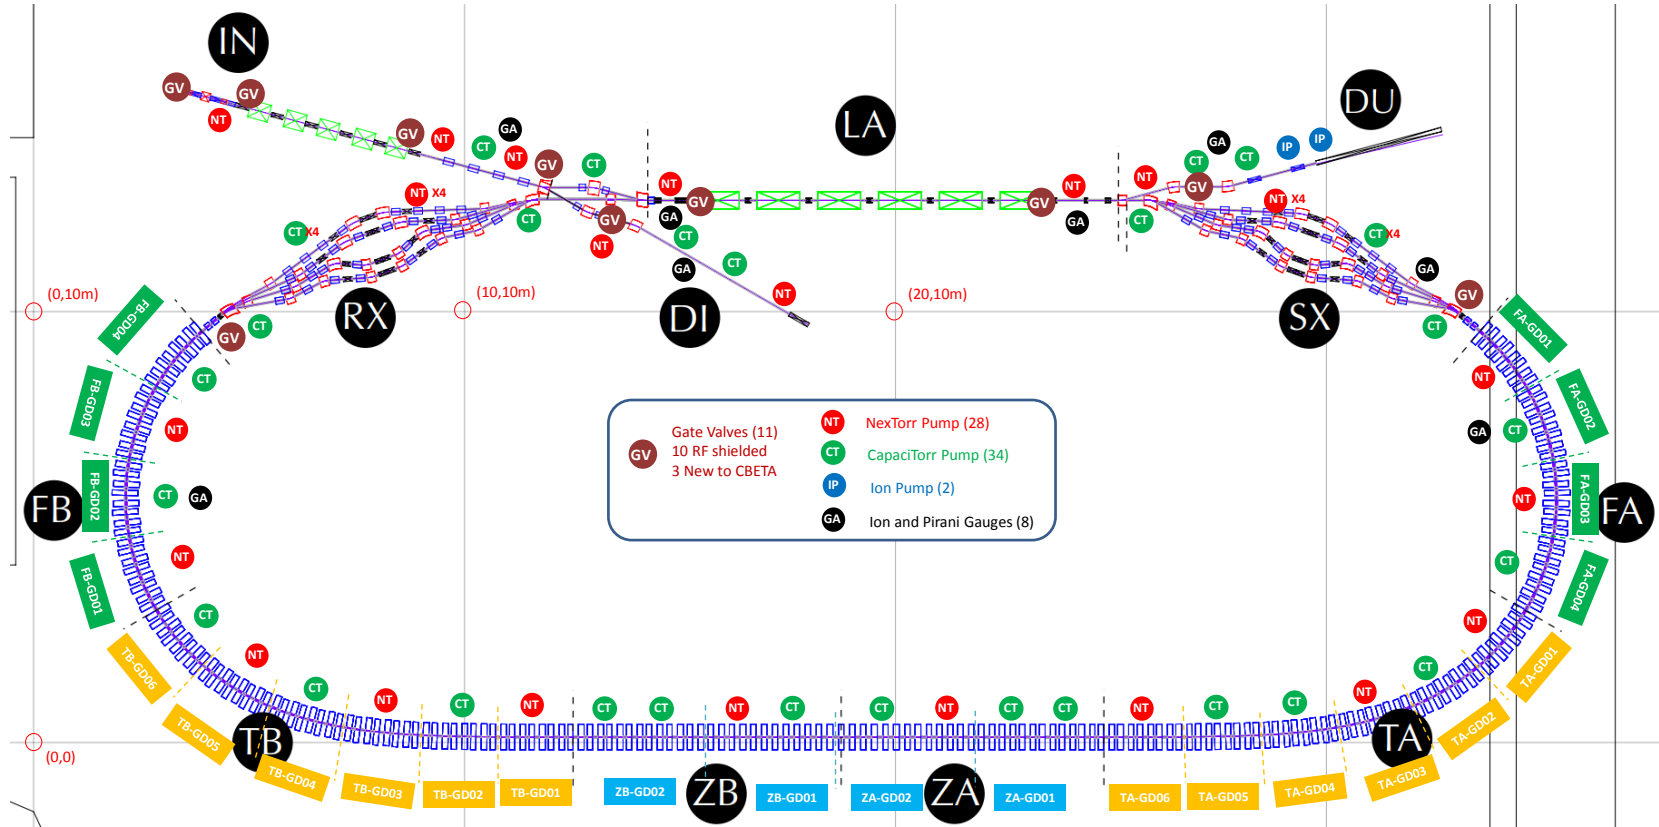 IN
GV
GV
NT
GV
NT
CT
GA
NT
GV
CT
LA
DU
GA
CT
CT
IP
IP
NT
GV
NT
GV
NT
GV
NT X4
NT X4
CT X4
CT
GV
NT
GA
CT
CT
GA
NT
GA
CT
CT X4
GA
GV
CT
RX
DI
SX
(0,10m)
(10,10m)
(20,10m)
GV
CT
FB-GD04
FB-GD03
FB-GD02
FB-GD01
FB
CT
NT
CT
GA
NT
CT
NT
CT
NT
CT
NT
Gate Valves (11)
10 RF shielded
3 New to CBETA
GV
NT
NexTorr Pump (28)
CT
CapaciTorr Pump (34)
IP
Ion Pump (2)
GA
Ion and Pirani Gauges (8)
FA-GD01
FA-GD02
FA-GD03
FA-GD04
FA
NT
GA
CT
NT
CT
NT
CT
NT
CT
CT
NT
CT
CT
NT
CT
CT
CT
NT
CT
(0,0)
TB-GD06
TB-GD05
TB
TB-GD04
TB-GD03
TB-GD02
TB-GD01
ZB-GD02
ZB
ZB-GD01
ZA-GD02
ZA
ZA-GD01
TA-GD06
TA-GD05
TA-GD04
TA-GD03
TA
TA-GD02
TA-GD01